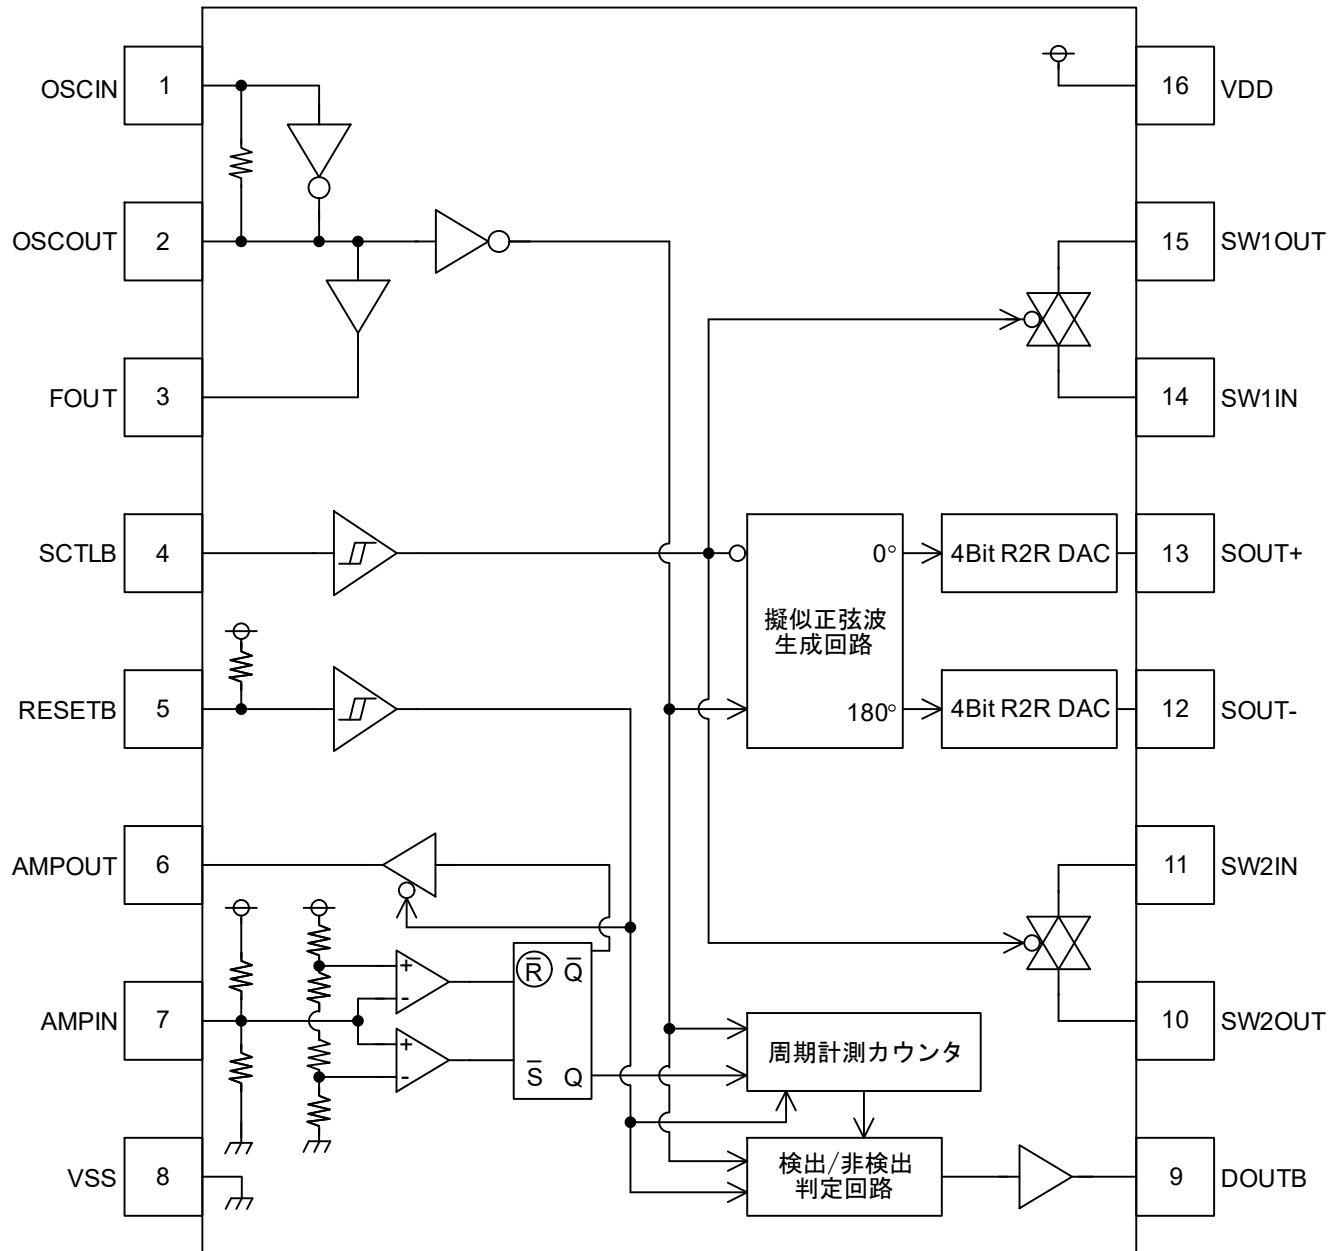 OSCIN 1
16 VDD
OSCOUT 2
15 SW1OUT
FOUT 3
14 SW1IN
SCTLB 4
0°
4Bit R2R DAC
13 SOUT+
擬似正弦波
生成回路
RESETB 5
180°
4Bit R2R DAC
12 SOUT-
AMPOUT 6
11 SW2IN
+
-
R̅ Q̅
AMPIN 7
10 SW2OUT
+
-
S̅ Q
周期計測カウンタ
VSS 8
検出/非検出
判定回路
9 DOUTB